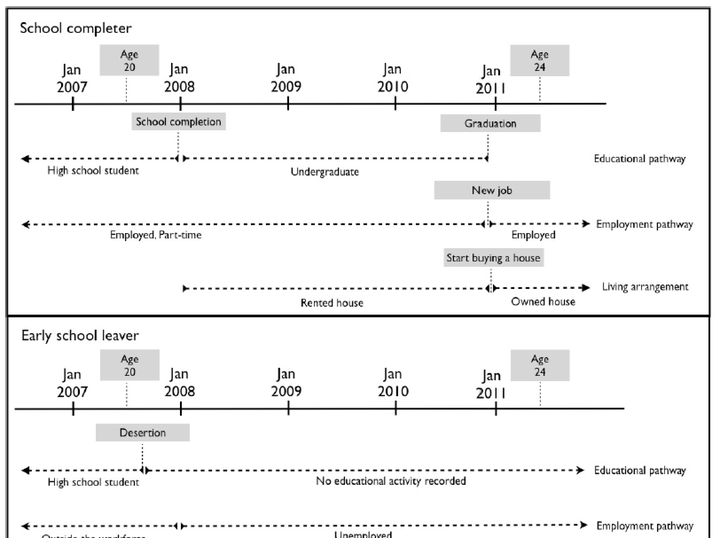 School completer
Age
20
Age
24
Jan
2007
Jan
2008
Jan
2009
Jan
2010
Jan
2011
School completion
Graduation
High school student
Undergraduate
Educational pathway
New job
Employed, Part-time
Employed
Employment pathway
Start buying a house
Rented house
Owned house
Living arrangement
Early school leaver
Age
20
Age
24
Jan
2007
Jan
2008
Jan
2009
Jan
2010
Jan
2011
Desertion
High school student
No educational activity recorded
Educational pathway
Outside the workforce
Unemployed
Employment pathway